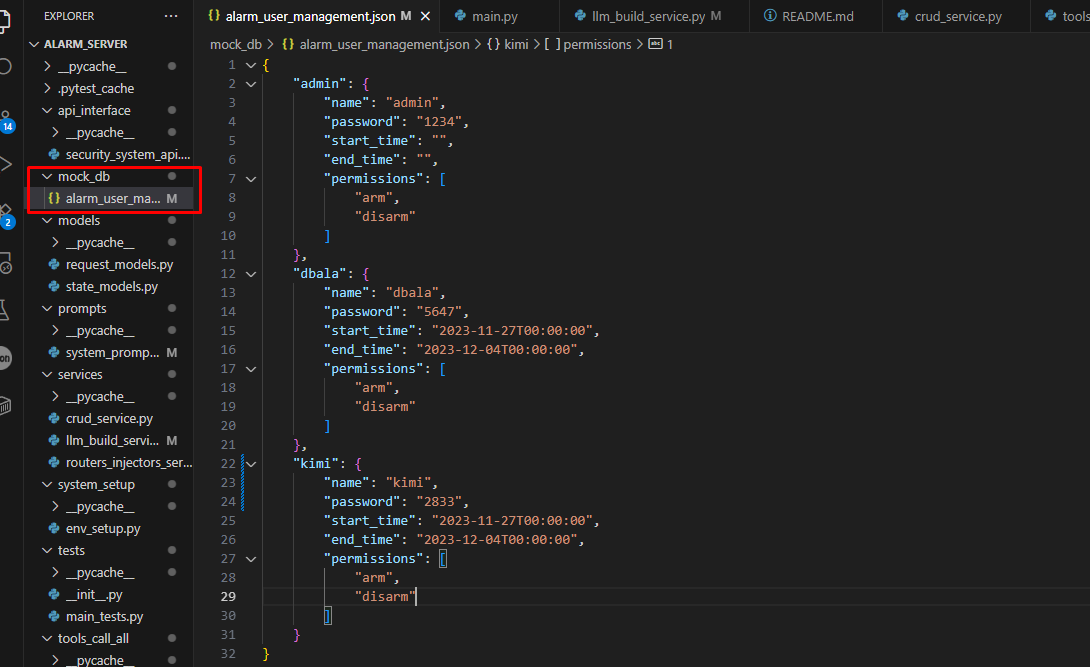 EXPLORER ···
alarm_user_management.json M ×
main.py
llm_build_service.py M
README.md
crud_service.py
tools
ALARM_SERVER
mock_db > {} alarm_user_management.json > {} kimi > [ ] permissions > 1
__pycache__
.pytest_cache
api_interface
__pycache__
security_system_api....
mock_db
{} alarm_user_ma... M
models
__pycache__
request_models.py
state_models.py
prompts
__pycache__
system_promp... M
services
__pycache__
crud_service.py
llm_build_servi... M
routers_injectors_ser...
system_setup
__pycache__
env_setup.py
tests
__pycache__
__init__.py
main_tests.py
tools_call_all
__pycache__
14
2
on
1 {
2 "admin": {
3 "name": "admin",
4 "password": "1234",
5 "start_time": "",
6 "end_time": "",
7 "permissions": [
8 "arm",
9 "disarm"
10 ]
11 },
12 "dbala": {
13 "name": "dbala",
14 "password": "5647",
15 "start_time": "2023-11-27T00:00:00",
16 "end_time": "2023-12-04T00:00:00",
17 "permissions": [
18 "arm",
19 "disarm"
20 ]
21 },
22 "kimi": {
23 "name": "kimi",
24 "password": "2833",
25 "start_time": "2023-11-27T00:00:00",
26 "end_time": "2023-12-04T00:00:00",
27 "permissions": [
28 "arm",
29 "disarm"
30 ]
31 }
32 }